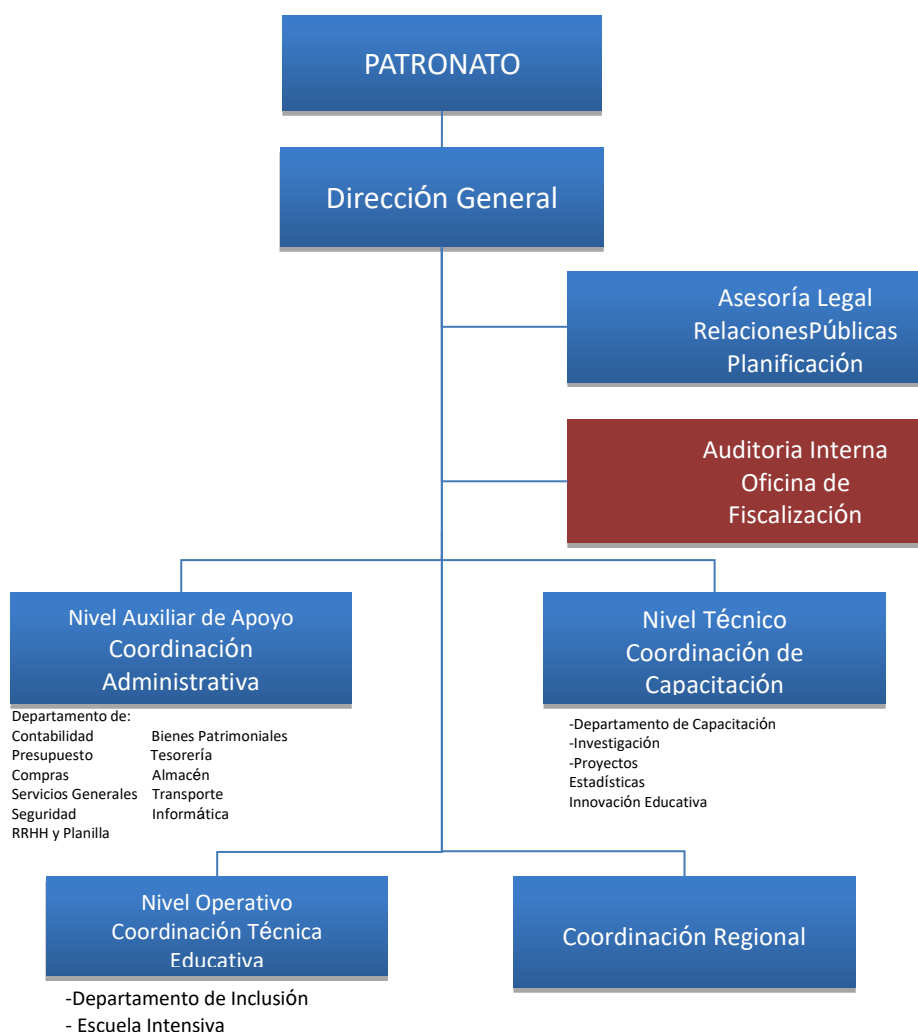 PATRONATO
Dirección General
Asesoría Legal
RelacionesPúblicas
Planificación
Auditoria Interna
Oficina de
Fiscalización
Nivel Auxiliar de Apoyo
Coordinación
Administrativa
Departamento de:
Contabilidad Bienes Patrimoniales
Presupuesto Tesorería
Compras Almacén
Servicios Generales Transporte
Seguridad Informática
RRHH y Planilla
Nivel Técnico
Coordinación de
Capacitación
-Departamento de Capacitación
-Investigación
-Proyectos
Estadísticas
Innovación Educativa
Nivel Operativo
Coordinación Técnica
Educativa
-Departamento de Inclusión
- Escuela Intensiva
Coordinación Regional